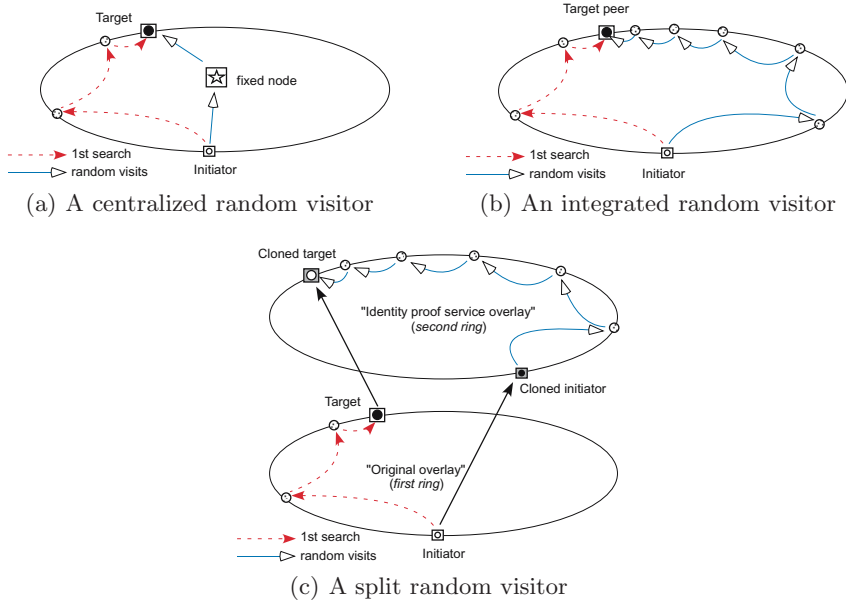 Target
fixed node
1st search
random visits
Initiator
(a) A centralized random visitor
Target peer
1st search
random visits
Initiator
(b) An integrated random visitor
Cloned target
"Identity proof service overlay"
(second ring)
Cloned initiator
Target
"Original overlay"
(first ring)
1st search
random visits
Initiator
(c) A split random visitor